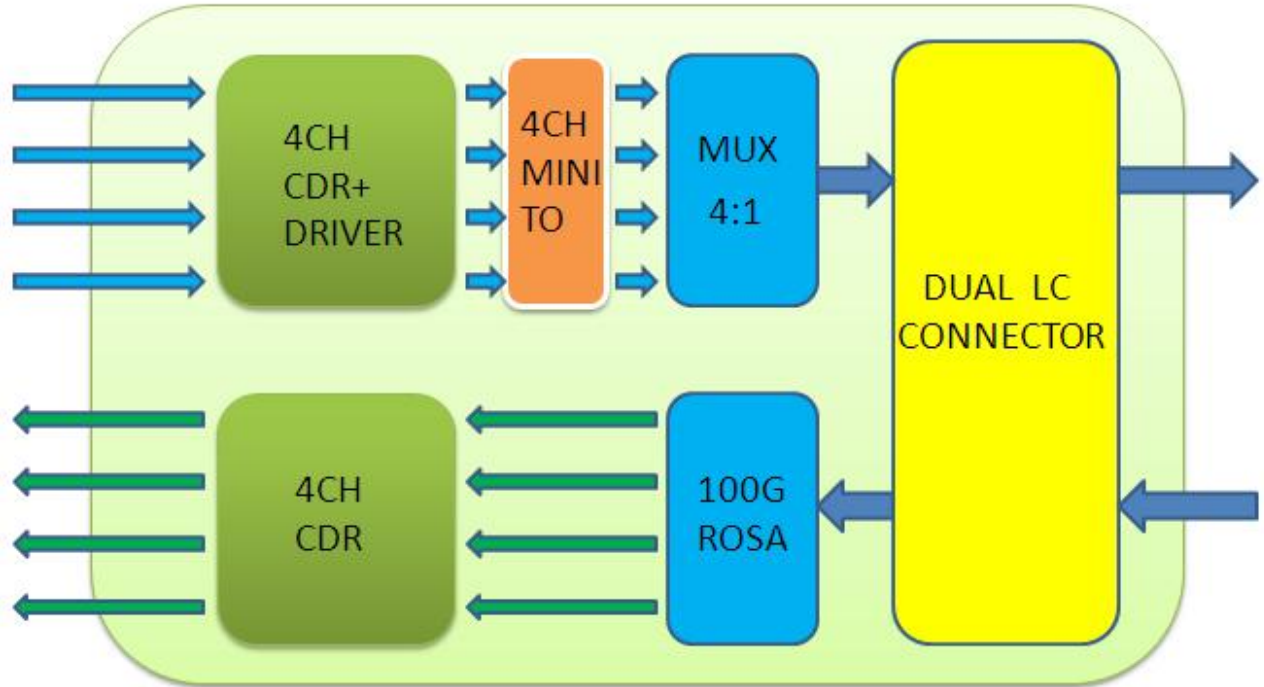 4CH
CDR+
DRIVER
4CH
MINI
TO
MUX
4:1
DUAL LC
CONNECTOR
4CH
CDR
100G
ROSA